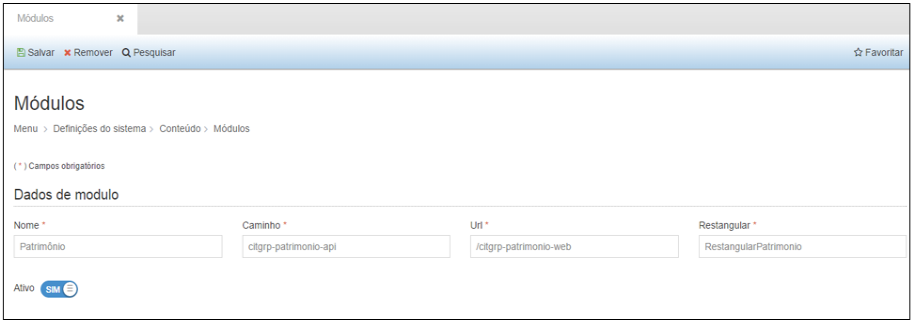 Módulos
Salvar Remover Pesquisar Favoritar
Módulos
Menu > Definições do sistema > Conteúdo > Módulos
( * ) Campos obrigatórios
Dados de modulo
Nome * Caminho * Url * Restangular *
Patrimônio citgrp-patrimonio-api /citgrp-patrimonio-web RestangularPatrimonio
Ativo SIM